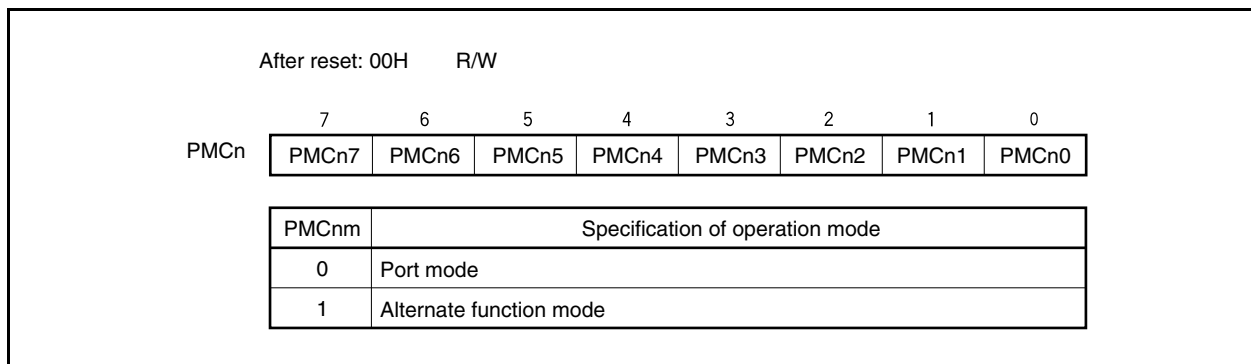 After reset: 00H R/W
7 6 5 4 3 2 1 0
PMCn PMCn7 PMCn6 PMCn5 PMCn4 PMCn3 PMCn2 PMCn1 PMCn0
PMCnm Specification of operation mode
0 Port mode
1 Alternate function mode